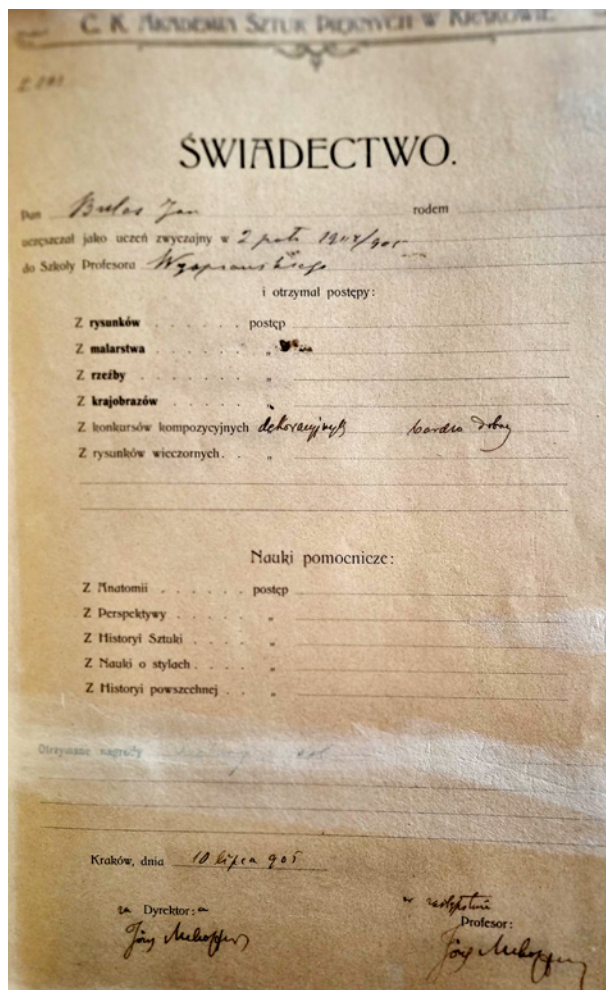 C. K. AKADEMIA SZTUK PIĘKNYCH W KRAKOWIE
ŚWIADECTWO.
Pan Bulas Jan rodem
uczęszczał jako uczeń zwyczajny w 2 półr. 1904/905
do Szkoły Profesora Wyspiańskiego
i otrzymał postępy:
Z rysunków . . . . . . . postęp
Z malarstwa . . . . . . . „
Z rzeźby . . . . . . . „
Z krajobrazów . . . . . „
Z konkursów kompozycyjnych dekoracyjnych bardzo dobry
Z rysunków wieczornych . . „
Nauki pomocnicze:
Z Anatomii . . . . . . postęp
Z Perspektywy . . . . . „
Z Historyi Sztuki . . . . „
Z Nauki o stylach . . . . „
Z Historyi powszechnej . . „
Otrzymane nagrody
Kraków, dnia 10 lipca 905
za Dyrektor:
w zastępstwie
Profesor:
Józ Mehoffer
Józ Mehoffer